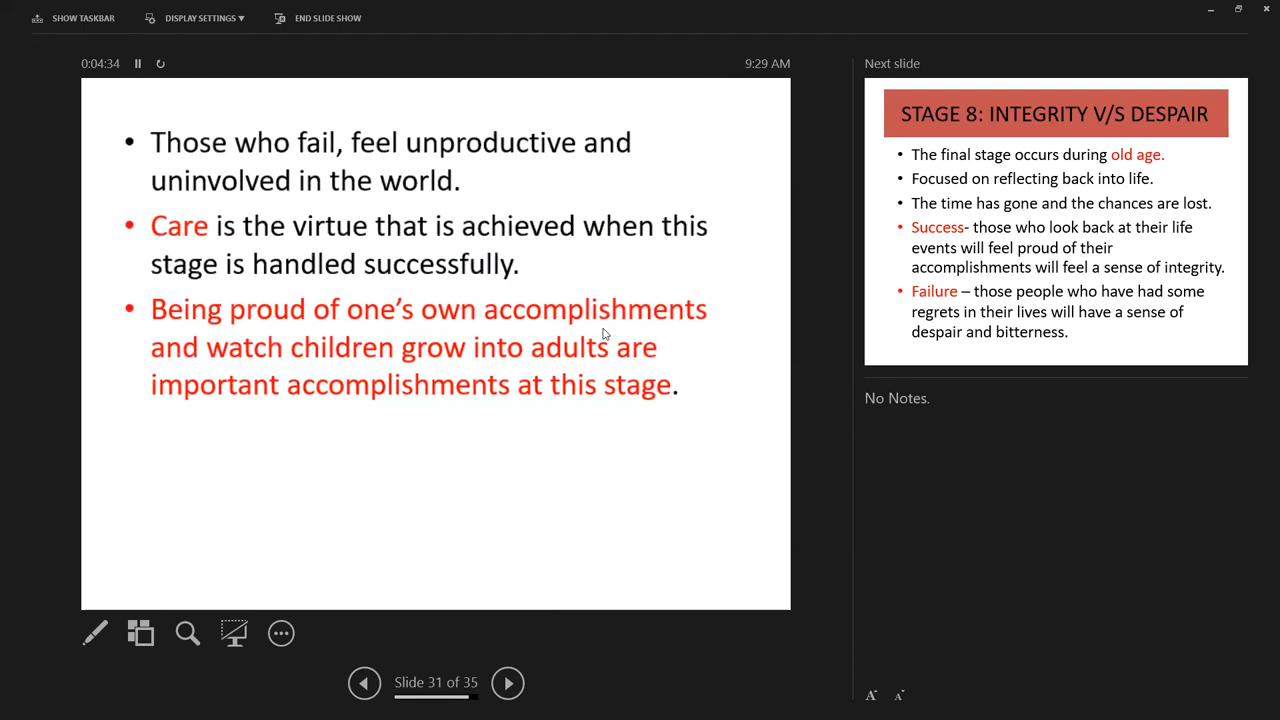 SHOW TASKBAR
DISPLAY SETTINGS ▼
END SLIDE SHOW
0:04:34
9:29 AM
• Those who fail, feel unproductive and
uninvolved in the world.
• Care is the virtue that is achieved when this
stage is handled successfully.
• Being proud of one’s own accomplishments
and watch children grow into adults are
important accomplishments at this stage.
Slide 31 of 35
Next slide
STAGE 8: INTEGRITY V/S DESPAIR
• The final stage occurs during old age.
• Focused on reflecting back into life.
• The time has gone and the chances are lost.
• Success- those who look back at their life
events will feel proud of their
accomplishments will feel a sense of integrity.
• Failure – those people who have had some
regrets in their lives will have a sense of
despair and bitterness.
No Notes.
A A